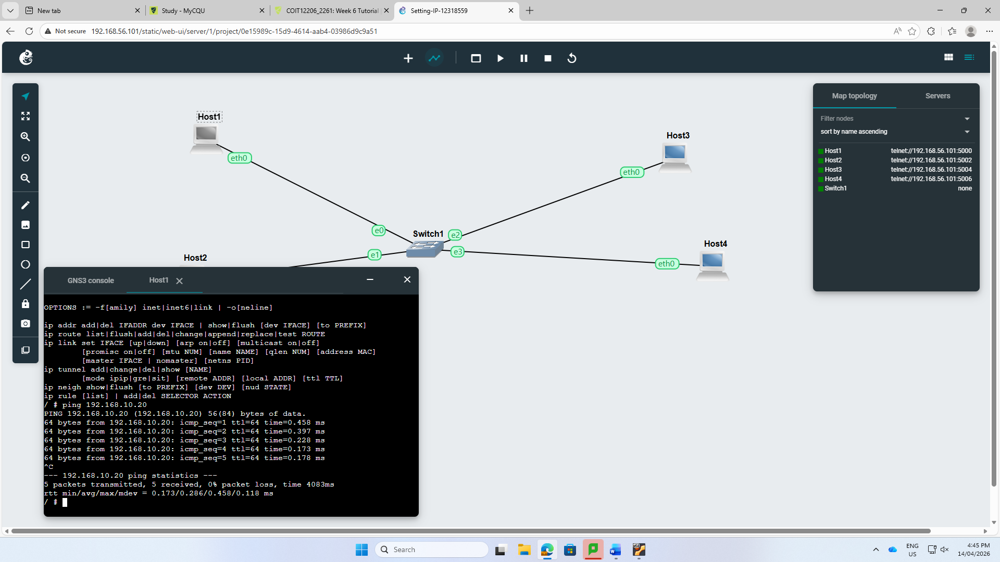 New tab
Study - MyCQU
COIT12206_2261: Week 6 Tutorial
Setting-IP-12318559
Not secure
192.168.56.101/static/web-ui/server/1/project/0e15989c-15d9-4614-aab4-03986d9c9a51
Map topology
Servers
Filter nodes
sort by name ascending
Host1 telnet://192.168.56.101:5000
Host2 telnet://192.168.56.101:5002
Host3 telnet://192.168.56.101:5004
Host4 telnet://192.168.56.101:5006
Switch1 none
Host1
eth0
Host3
eth0
e0
Switch1
e2
e1
e3
Host4
eth0
Host2
GNS3 console
Host1
OPTIONS := -f[amily] inet|inet6|link | -o[neline]
ip addr add|del IFADDR dev IFACE | show|flush [dev IFACE] [to PREFIX]
ip route list|flush|add|del|change|append|replace|test ROUTE
ip link set IFACE [up|down] [arp on|off] [multicast on|off]
[promisc on|off] [mtu NUM] [name NAME] [qlen NUM] [address MAC]
[master IFACE | nomaster] [netns PID]
ip tunnel add|change|del|show [NAME]
[mode ipip|gre|sit] [remote ADDR] [local ADDR] [ttl TTL]
ip neigh show|flush [to PREFIX] [dev DEV] [nud STATE]
ip rule [list] | add|del SELECTOR ACTION
/ # ping 192.168.10.20
PING 192.168.10.20 (192.168.10.20) 56(84) bytes of data.
64 bytes from 192.168.10.20: icmp_seq=1 ttl=64 time=0.458 ms
64 bytes from 192.168.10.20: icmp_seq=2 ttl=64 time=0.397 ms
64 bytes from 192.168.10.20: icmp_seq=3 ttl=64 time=0.228 ms
64 bytes from 192.168.10.20: icmp_seq=4 ttl=64 time=0.173 ms
64 bytes from 192.168.10.20: icmp_seq=5 ttl=64 time=0.178 ms
^C
--- 192.168.10.20 ping statistics ---
5 packets transmitted, 5 received, 0% packet loss, time 4083ms
rtt min/avg/max/mdev = 0.173/0.286/0.458/0.118 ms
/ #
Search
ENG
US
4:45 PM
14/04/2026